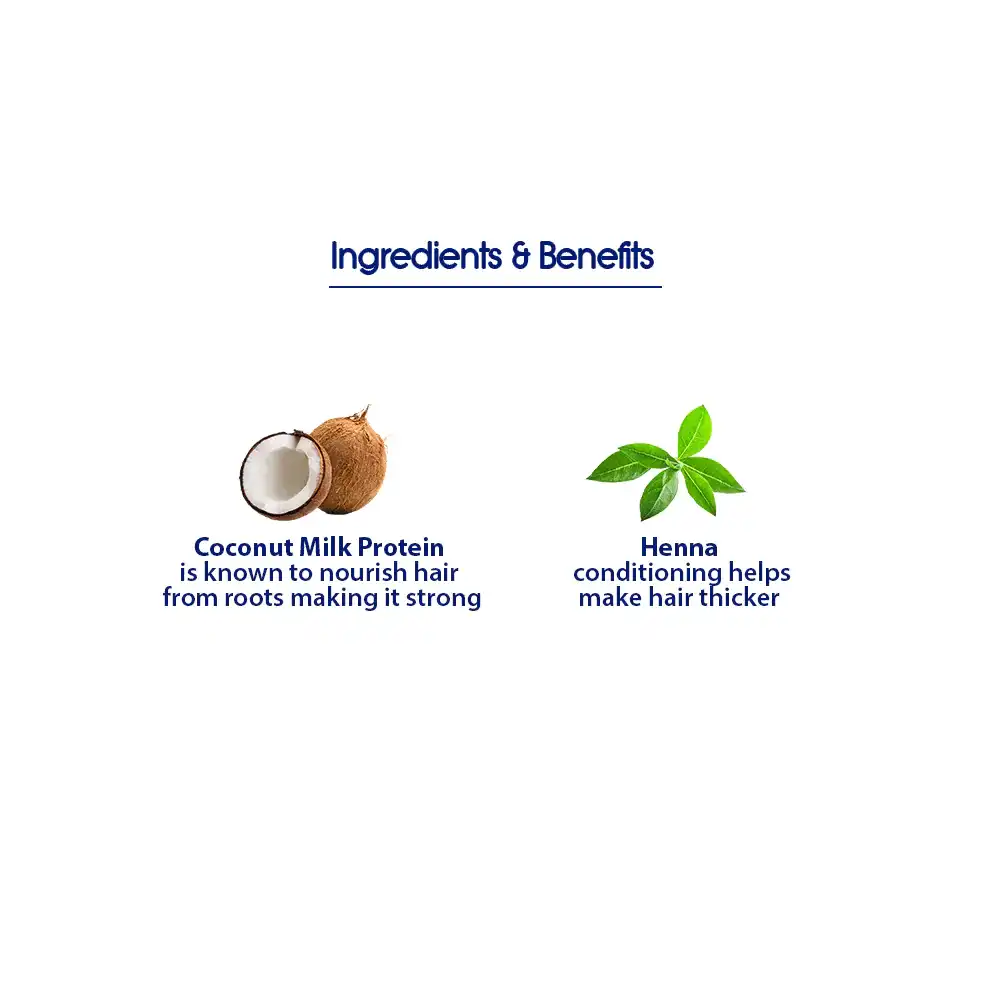 Ingredients & Benefits
Coconut Milk Protein
is known to nourish hair
from roots making it strong
Henna
conditioning helps
make hair thicker